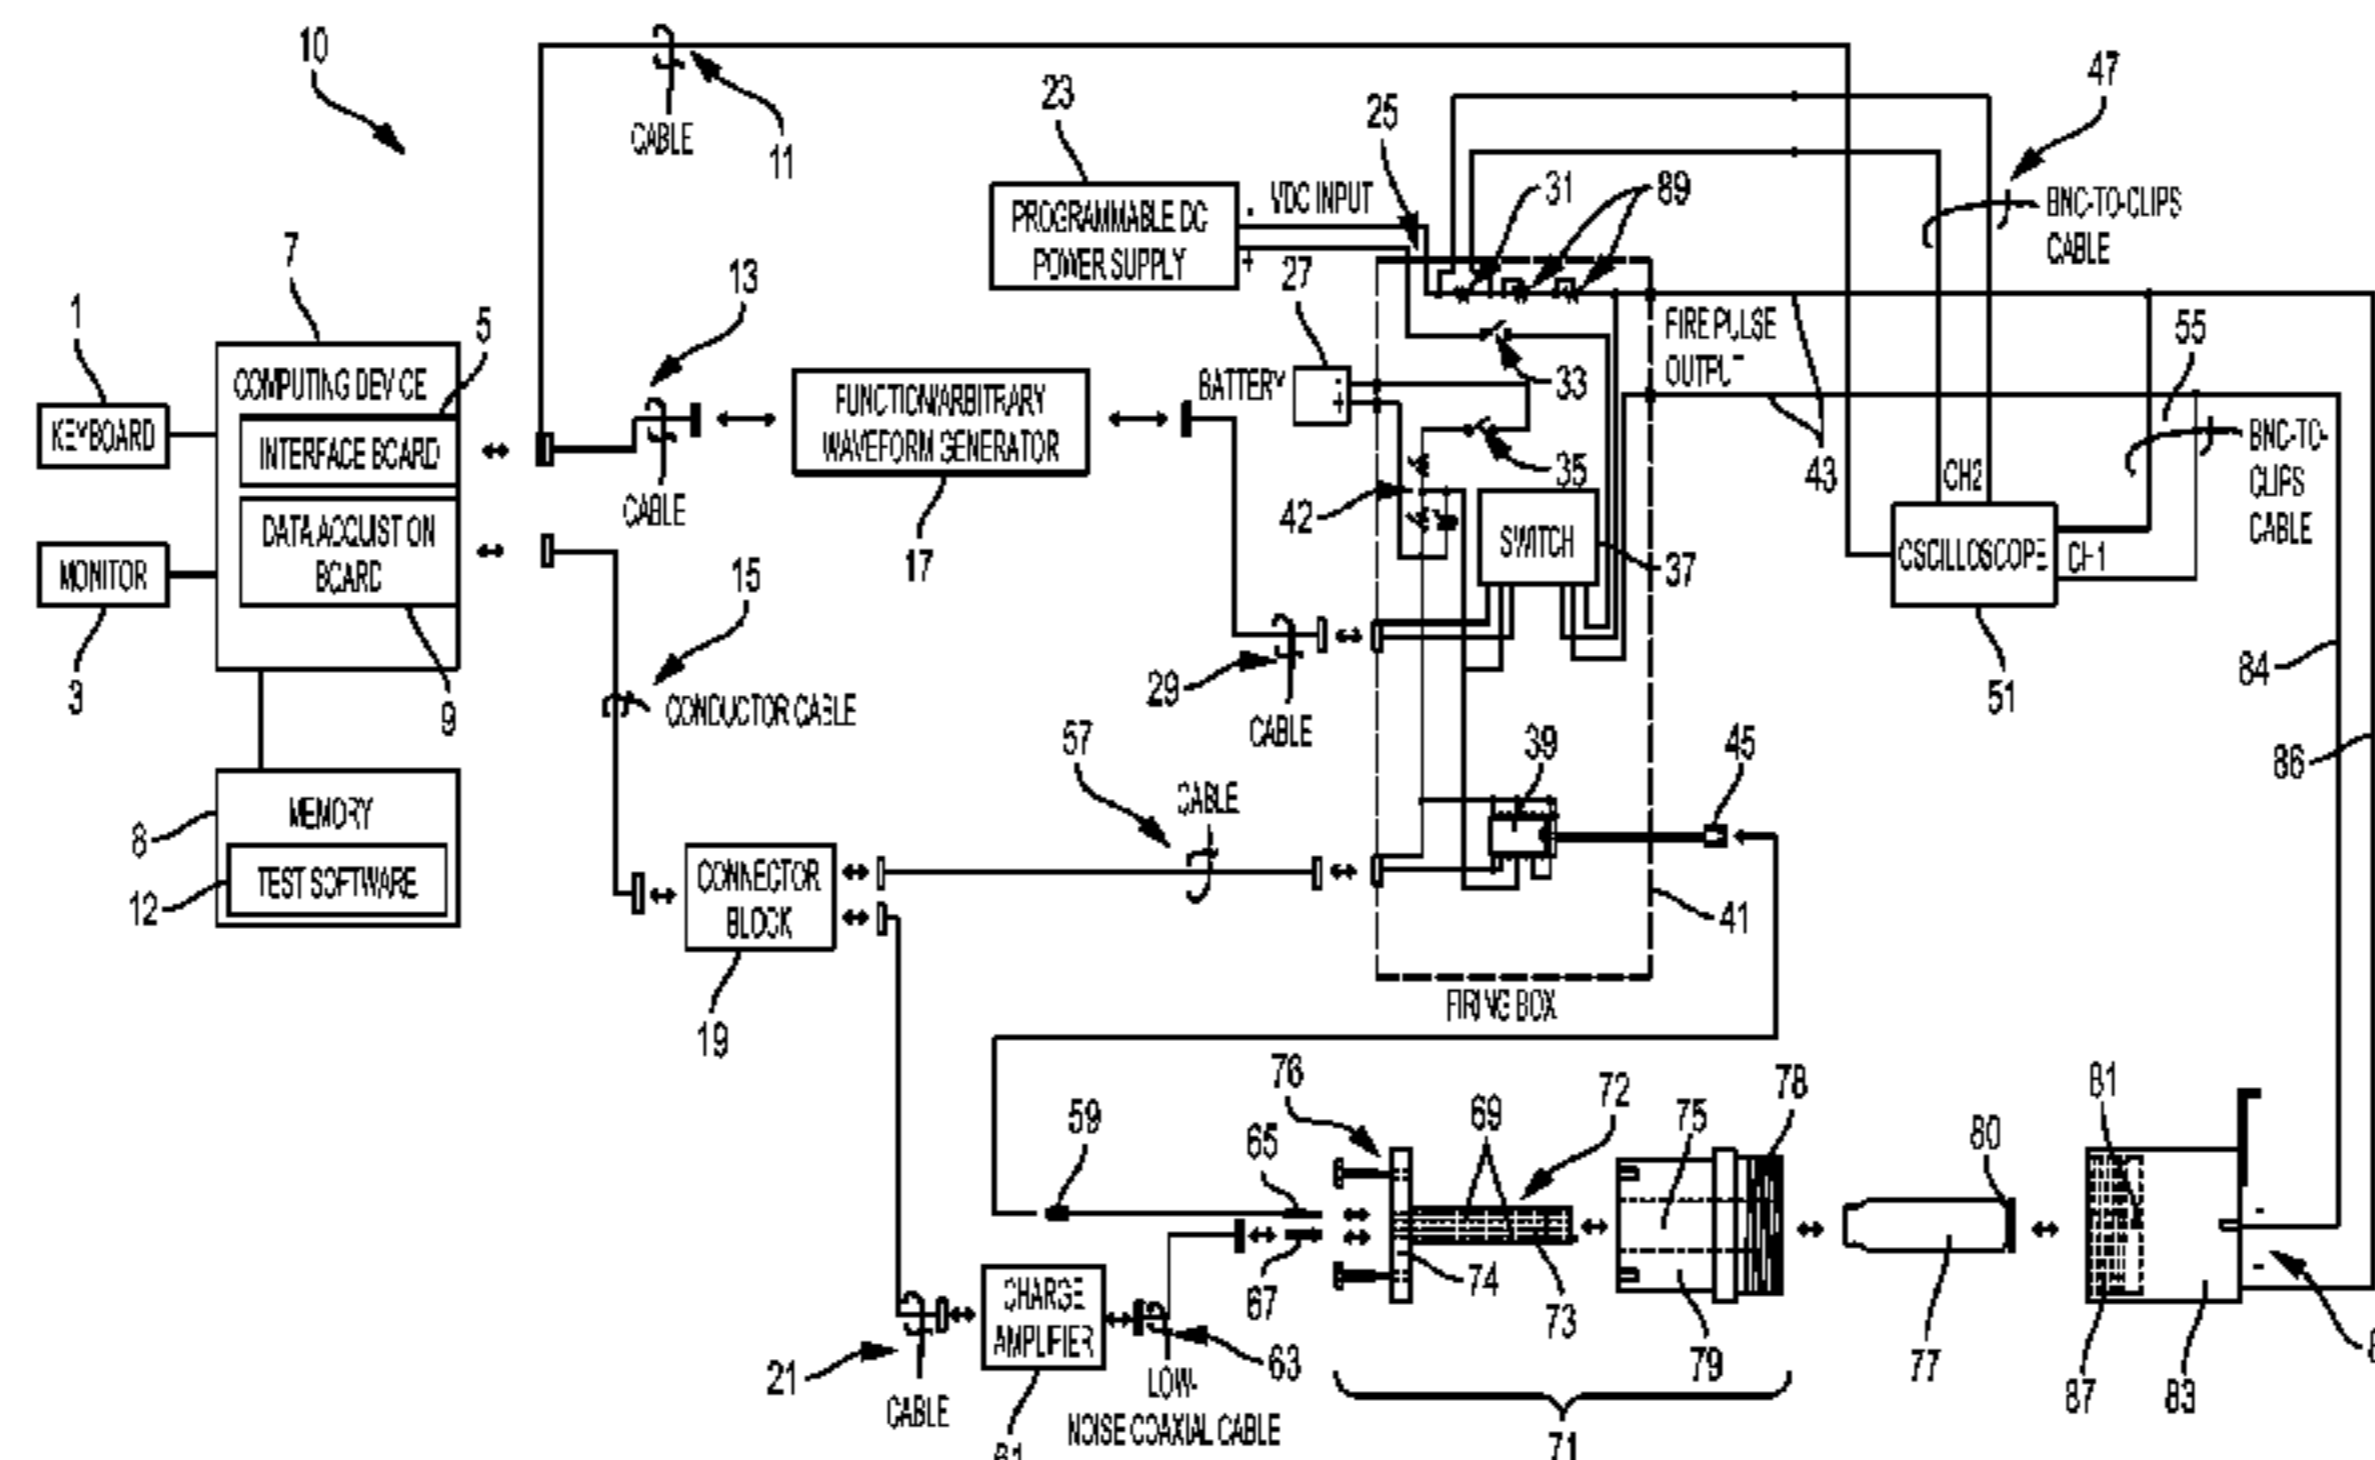 10
CABLE
11
23
25
47
VDC INPUT
31
89
BNC-TO-CLIPS
CABLE
PROGRAMMABLE DC
POWER SUPPLY
-
+
7
13
27
1
5
COMPUTING DEVICE
KEYBOARD
INTERFACE BOARD
CABLE
FUNCTION/ARBITRARY
WAVEFORM GENERATOR
17
BATTERY
-
+
33
35
FIRE PULSE
OUTPUT
43
55
BNC-TO-
CLIPS
CABLE
CH2
CH1
OSCILLOSCOPE
51
42
SWITCH
37
MONITOR
3
DATA ACQUISTION
BOARD
9
15
CONDUCTOR CABLE
29
CABLE
84
86
8
MEMORY
12
TEST SOFTWARE
57
CABLE
39
45
41
CONNECTOR
BLOCK
19
FIRING BOX
59
65
67
76
69
72
74
73
75
78
79
80
77
81
87
83
-
-
21
CABLE
CHARGE
AMPLIFIER
63
LOW-
NOISE COAXIAL CABLE
71